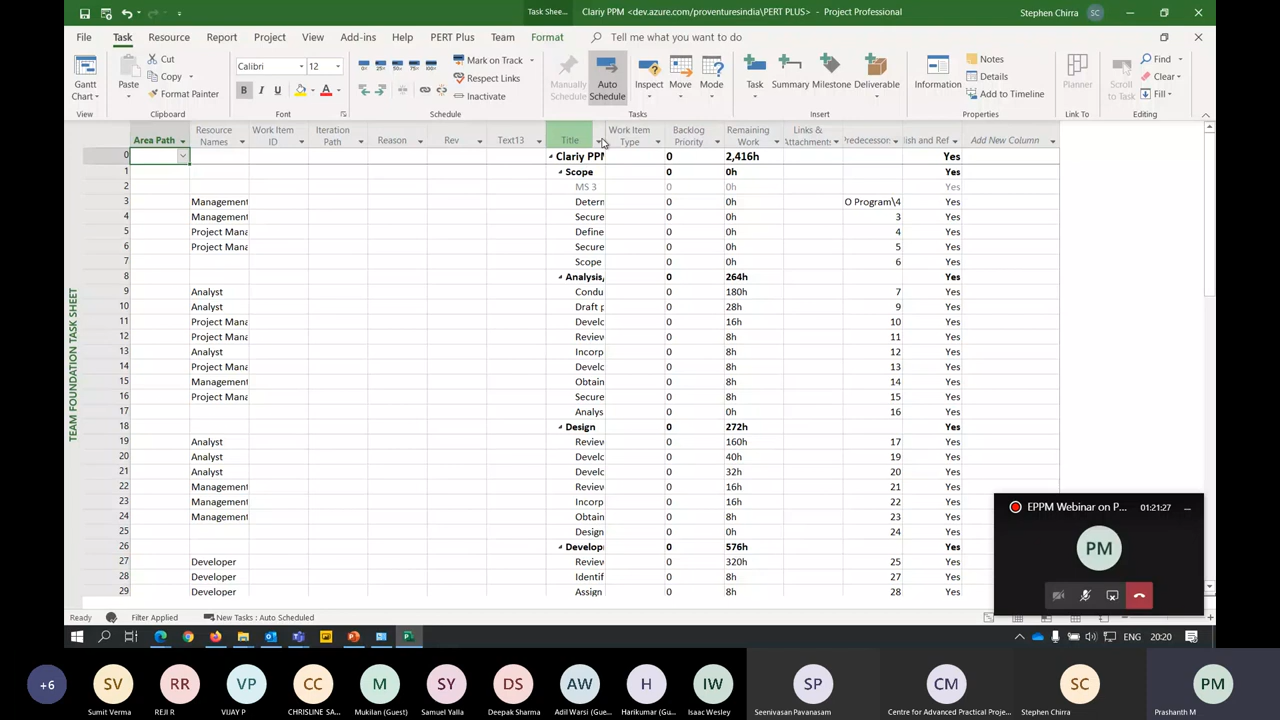 Task Shee...
Clariy PPM <dev.azure.com/proventuresindia\PERT PLUS> - Project Professional
Stephen Chirra SC
File Task Resource Report Project View Add-ins Help PERT Plus Team Format Tell me what you want to do
Gantt Chart
View
Paste
Cut
Copy
Format Painter
Clipboard
Calibri 12
B I U A
Font
0% 25% 50% 75% 100%
Mark on Track
Respect Links
Inactivate
Schedule
Manually Schedule
Auto Schedule
Inspect
Move
Mode
Tasks
Task
Summary
Milestone
Deliverable
Insert
Information
Notes
Details
Add to Timeline
Properties
Planner
Scroll to Task
Find
Clear
Fill
Editing
Area Path Resource Names Work Item ID Iteration Path Reason Rev Text13 Title Work Item Type Backlog Priority Remaining Work Links & Attachments Predecessors ish and Ref Add New Column
0 Clariy PPM 0 2,416h Yes
1 Scope 0 0h Yes
2 MS 3 0 0h Yes
3 Management Detern 0 0h O Program\4 Yes
4 Management Secure 0 0h 3 Yes
5 Project Mana Define 0 0h 4 Yes
6 Project Mana Secure 0 0h 5 Yes
7 Scope 0 0h 6 Yes
8 Analysis, 0 264h Yes
9 Analyst Condu 0 180h 7 Yes
10 Analyst Draft p 0 28h 9 Yes
11 Project Mana Develc 0 16h 10 Yes
12 Project Mana Review 0 8h 11 Yes
13 Analyst Incorp 0 8h 12 Yes
14 Project Mana Develc 0 8h 13 Yes
15 Management Obtain 0 8h 14 Yes
16 Project Mana Secure 0 8h 15 Yes
17 Analys 0 0h 16 Yes
18 Design 0 272h Yes
19 Analyst Review 0 160h 17 Yes
20 Analyst Develc 0 40h 19 Yes
21 Analyst Develc 0 32h 20 Yes
22 Management Review 0 16h 21 Yes
23 Management Incorp 0 16h 22 Yes
24 Management Obtain 0 8h 23 Yes
25 Design 0 0h 24 Yes
26 Develop 0 576h Yes
27 Developer Review 0 320h 25 Yes
28 Developer Identif 0 8h 27 Yes
29 Developer Assign 0 8h 28 Yes
TEAM FOUNDATION TASK SHEET
EPPM Webinar on P... 01:21:27
PM
Ready Filter Applied New Tasks : Auto Scheduled
ENG 20:20
+6 SV RR VP CC M SY DS AW H IW SP CM SC PM
Sumit Verma REJI R VIJAY P CHRISLINE SA... Mukilan (Guest) Samuel Yalla Deepak Sharma Adil Warsi (Gue... Harikumar (Guest) Isaac Wesley Seenivasan Pavanasam Centre for Advanced Practical Proje... Stephen Chirra Prashanth M